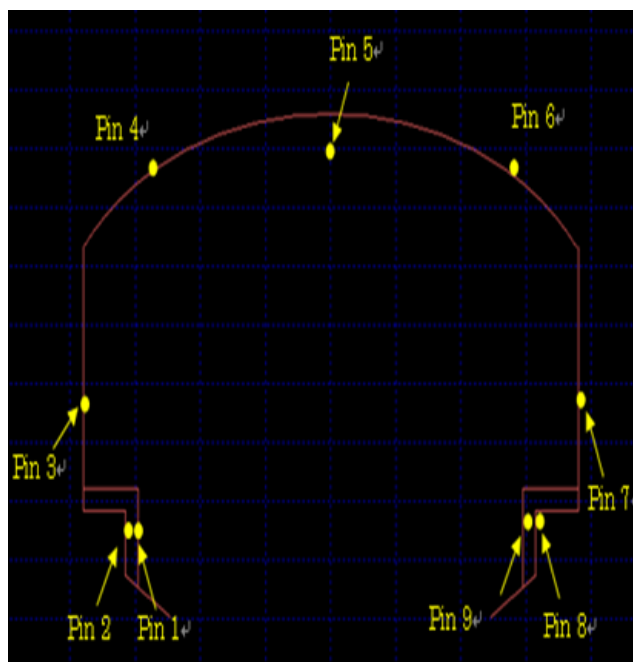 Pin 5↵
Pin 4↵
Pin 6↵
Pin 3↵
Pin 7↵
Pin 2
Pin 1↵
Pin 9↵
Pin 8↵